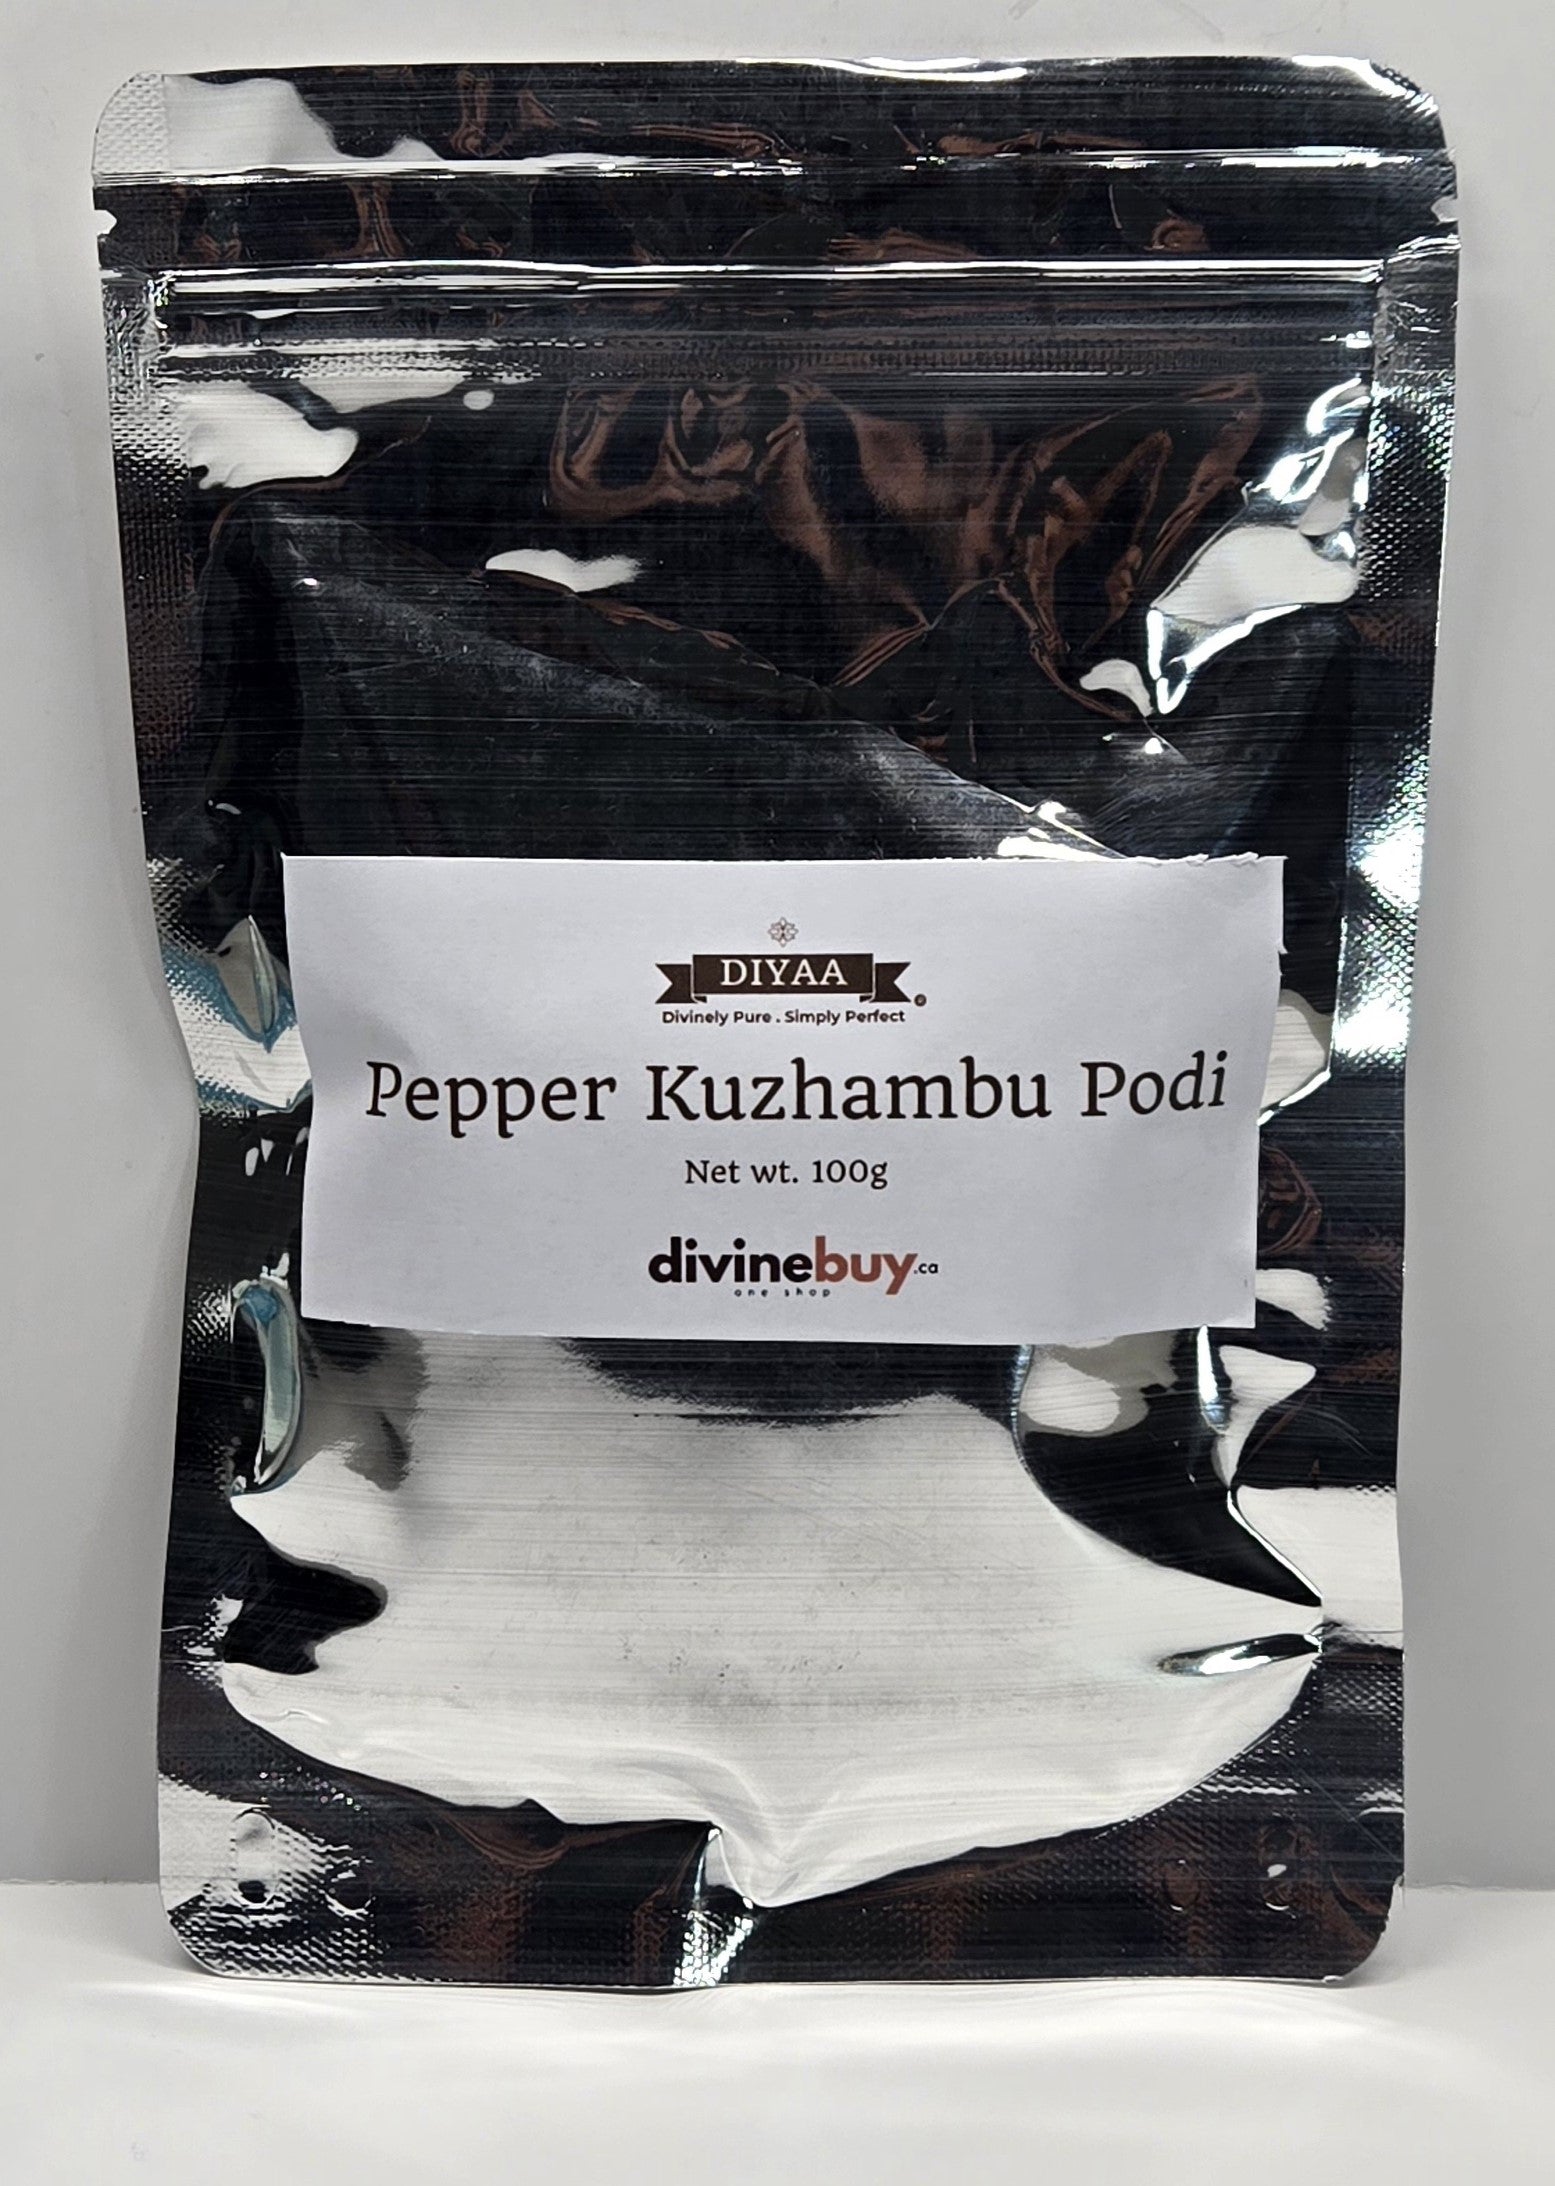 DIYAA
Divinely Pure . Simply Perfect
Pepper Kuzhambu Podi
Net wt. 100g
divinebuy.ca
one shop